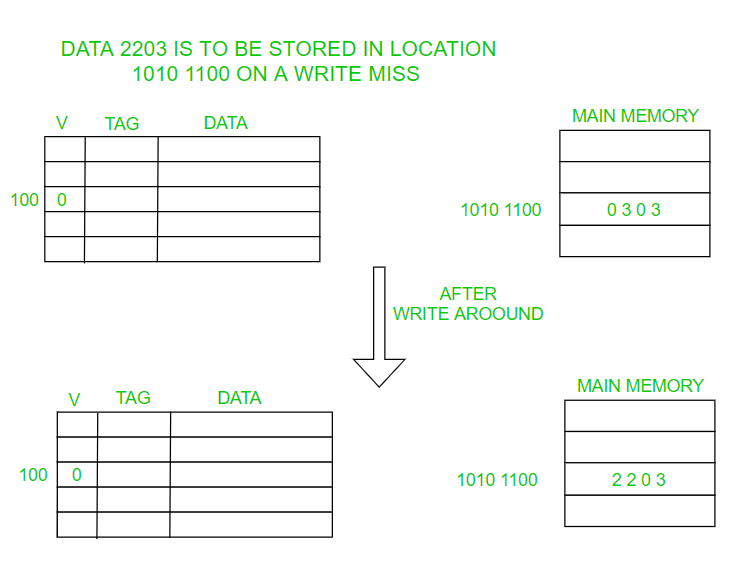 DATA 2203 IS TO BE STORED IN LOCATION
1010 1100 ON A WRITE MISS
V TAG DATA
MAIN MEMORY
100 0
1010 1100 0 3 0 3
AFTER
WRITE AROOUND
V TAG DATA
MAIN MEMORY
100 0
1010 1100 2 2 0 3